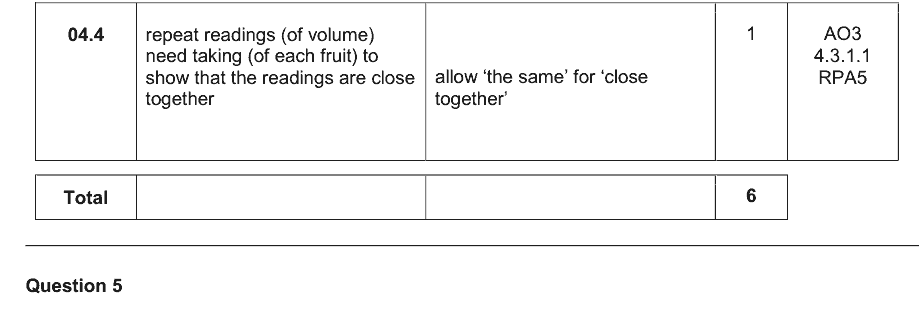 04.4
repeat readings (of volume)
need taking (of each fruit) to
show that the readings are close
together
allow ‘the same’ for ‘close
together’
1
AO3
4.3.1.1
RPA5
Total
6
Question 5